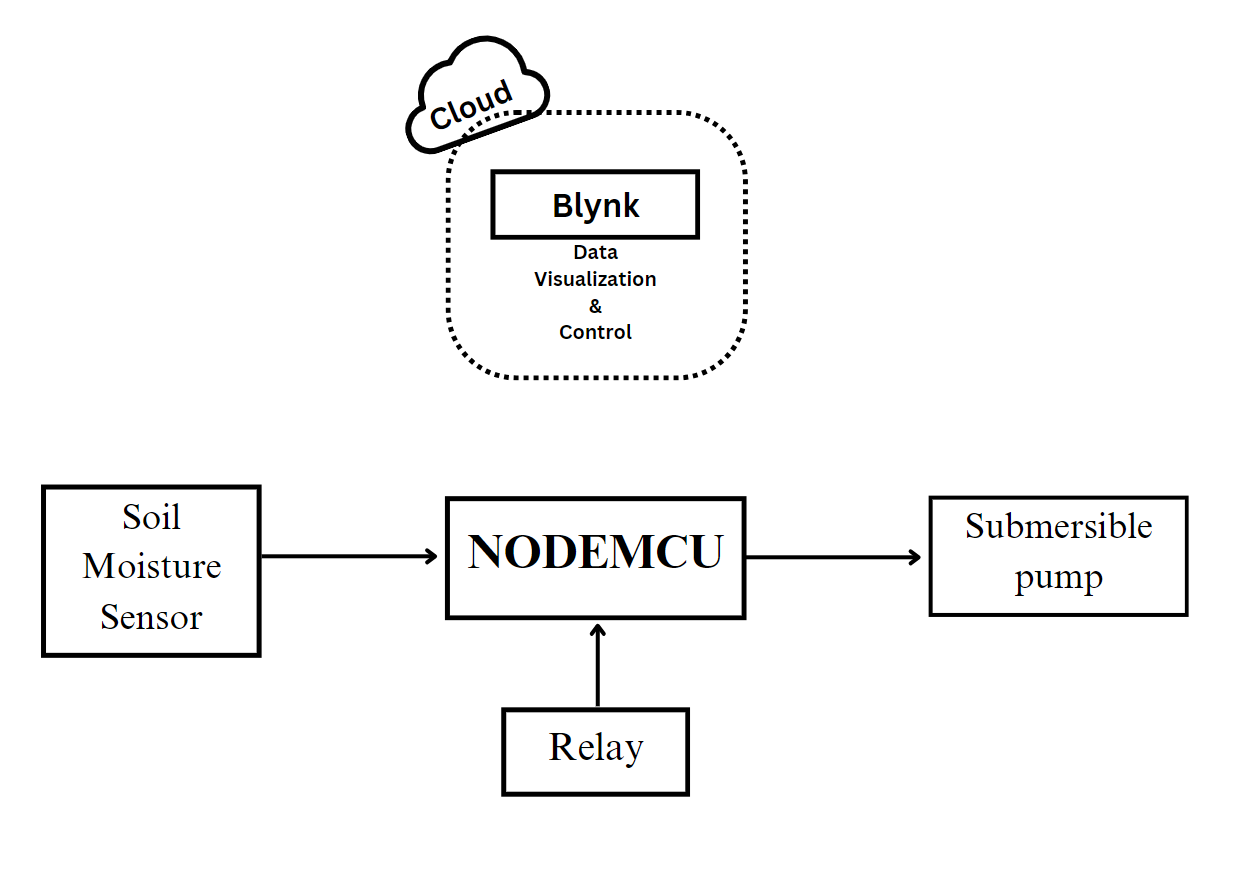 Cloud
Blynk
Data
Visualization
&
Control
Soil
Moisture
Sensor
NODEMCU
Submersible
pump
Relay